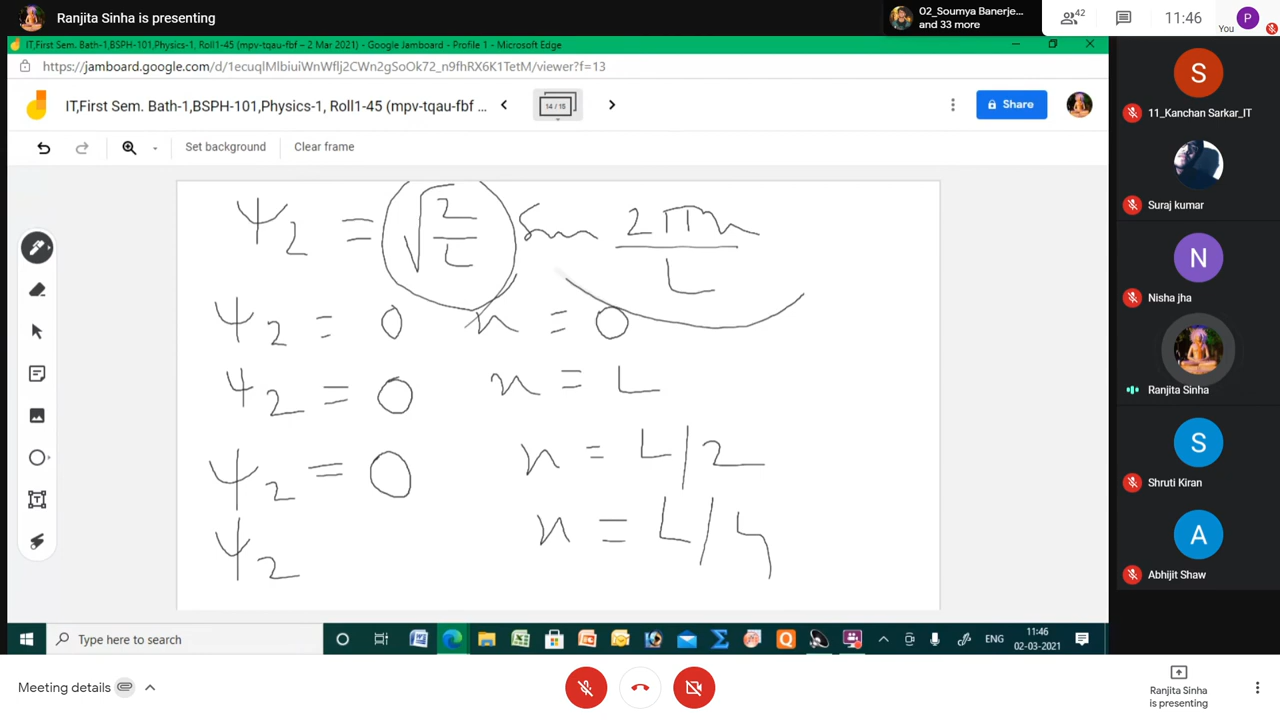 Ranjita Sinha is presenting
02_Soumya Banerje...
and 33 more
42
11:46
P
You
IT,First Sem. Bath-1,BSPH-101,Physics-1, Roll1-45 (mpv-tqau-fbf – 2 Mar 2021) - Google Jamboard - Profile 1 - Microsoft Edge
https://jamboard.google.com/d/1ecuqlMlbiuiWnWflj2CWn2gSoOk72_n9fhRX6K1TetM/viewer?f=13
IT,First Sem. Bath-1,BSPH-101,Physics-1, Roll1-45 (mpv-tqau-fbf ...
14 / 15
Share
Set background
Clear frame
Ψ2 = √(2/L) Sin 2πx/L
Ψ2 = 0 x = 0
Ψ2 = 0 x = L
Ψ2 = 0 x = L/2
Ψ2 x = L/4
S
11_Kanchan Sarkar_IT
Suraj kumar
N
Nisha jha
Ranjita Sinha
S
Shruti Kiran
A
Abhijit Shaw
Type here to search
ENG
11:46
02-03-2021
Meeting details
Ranjita Sinha
is presenting